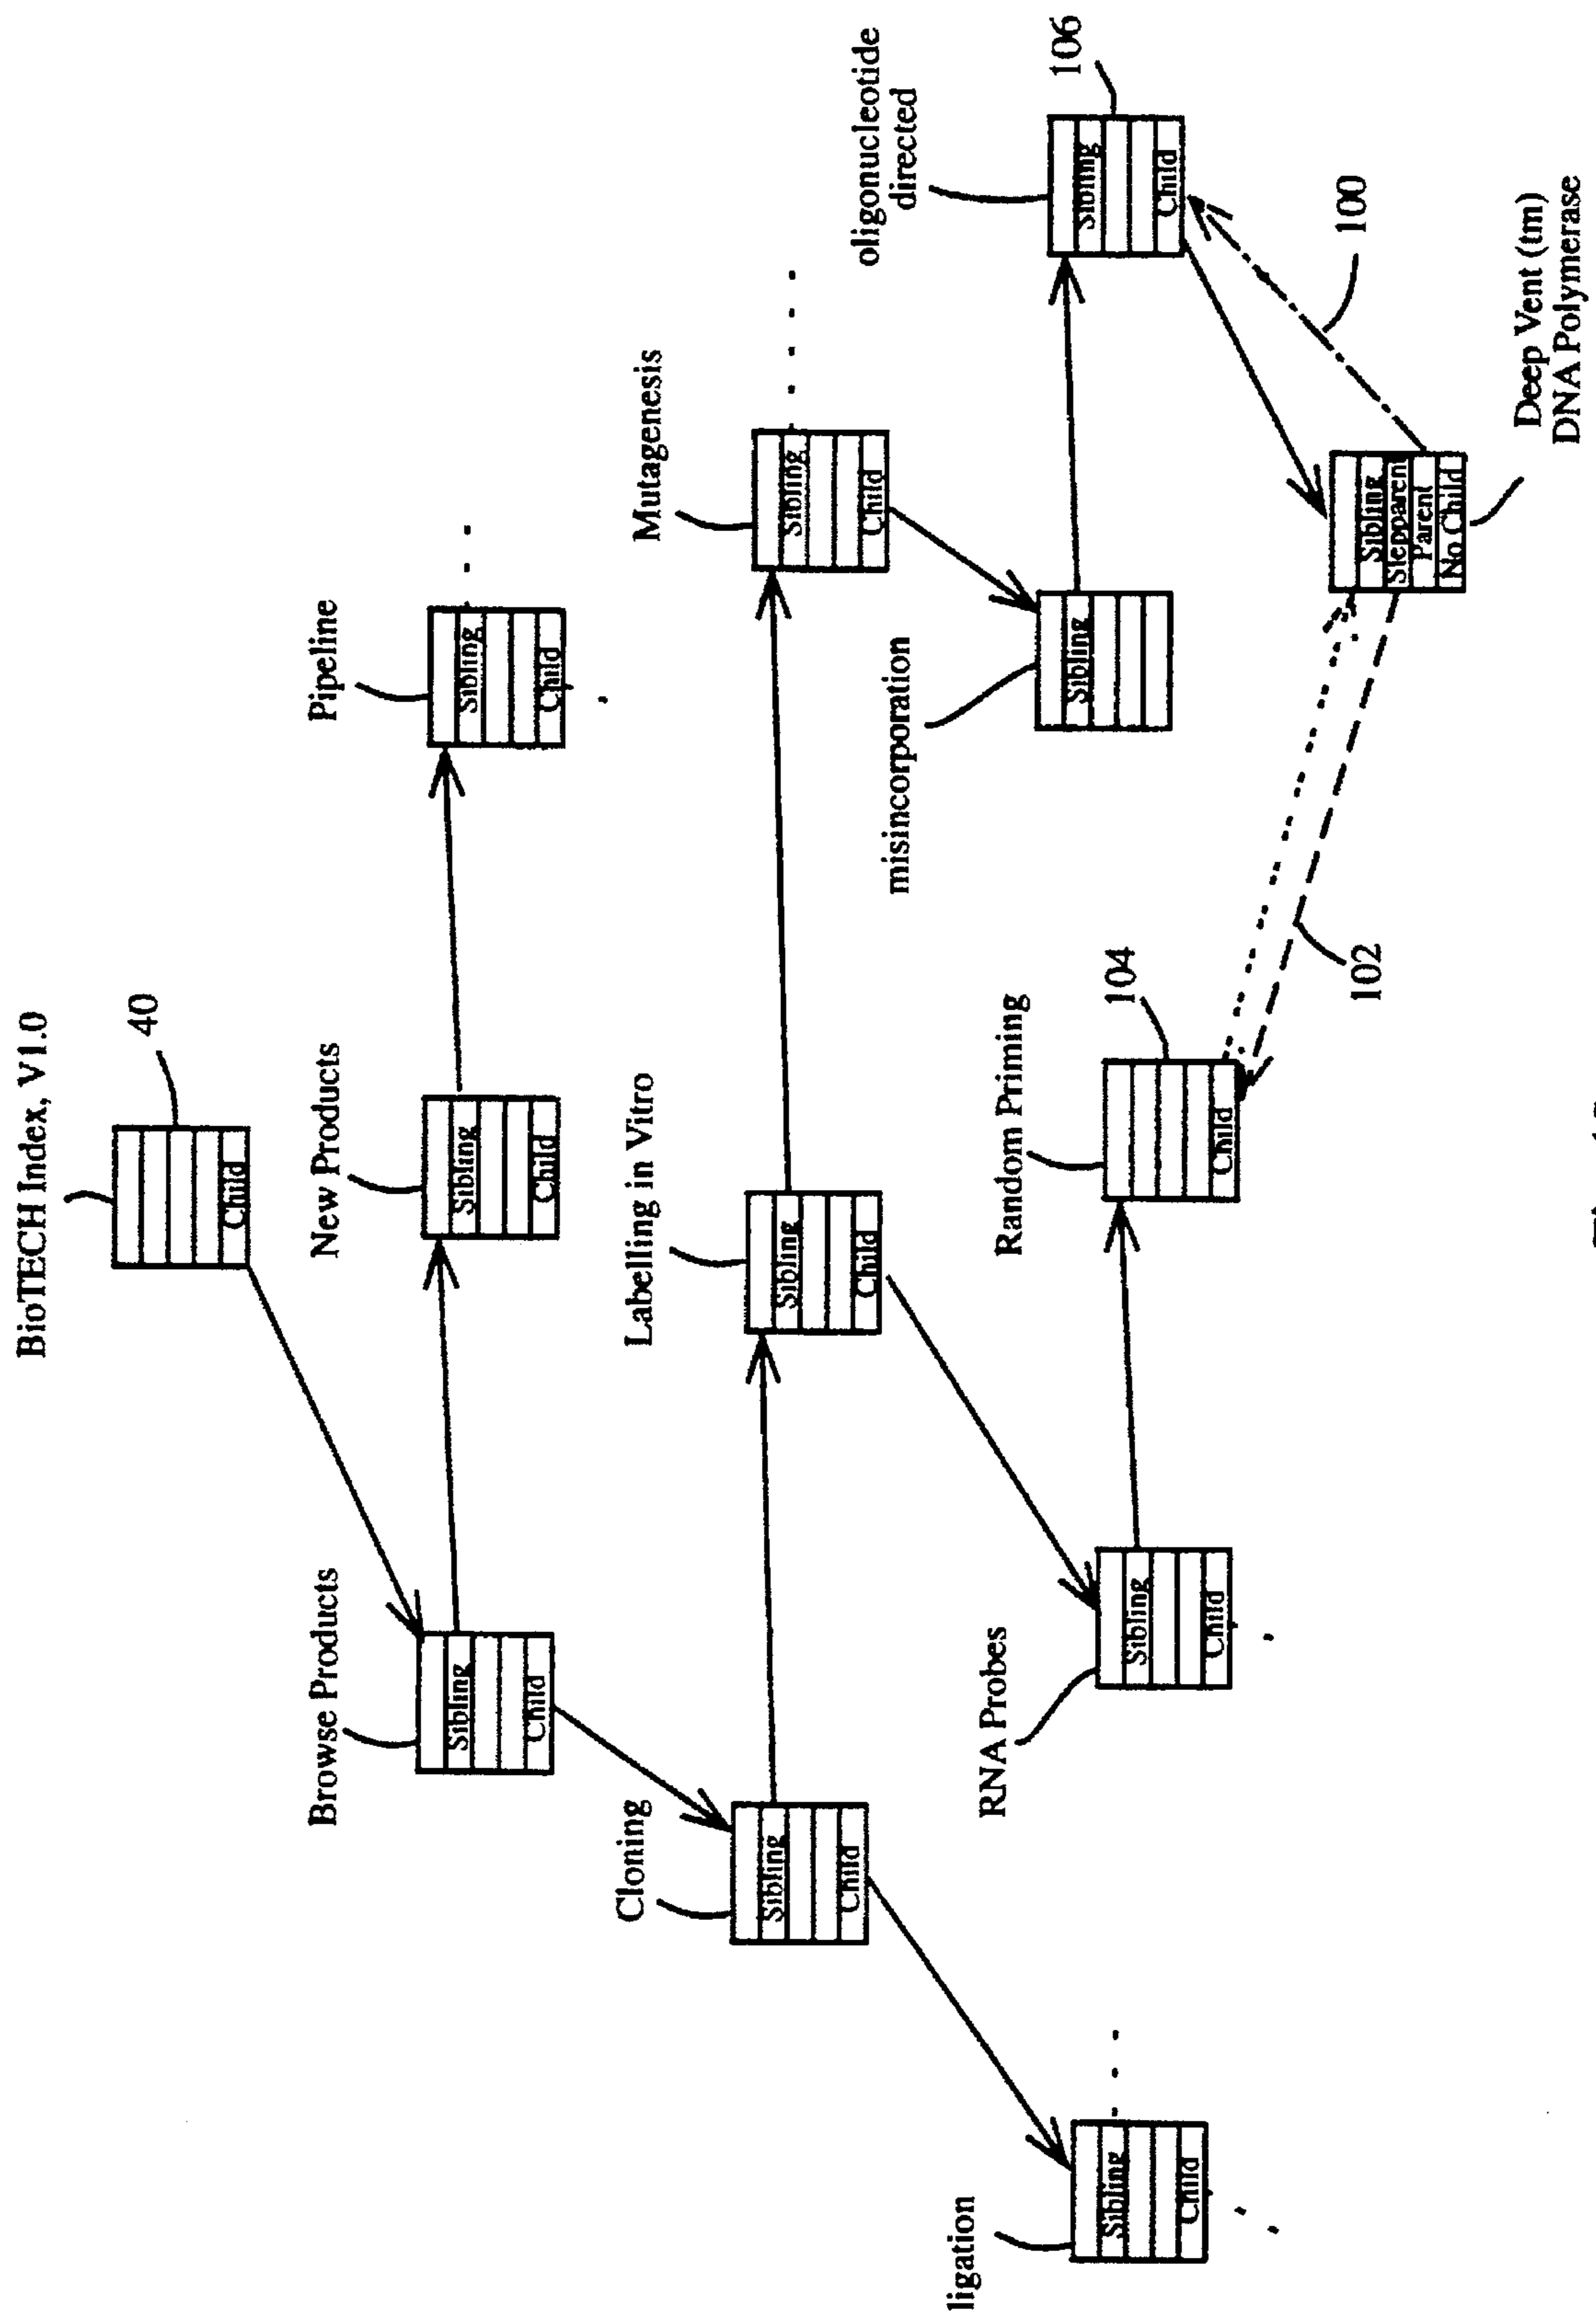 BioTECH Index, V1.0
40
Child
Browse Products
New Products
Pipeline
Sibling
Child
Sibling
Child
Sibling
Child
Cloning
Labelling in Vitro
Mutagenesis
Sibling
Child
Sibling
Child
Sibling
Child
ligation
RNA Probes
Random Priming
104
misincorporation
oligonucleotide
directed
106
Sibling
Child
Sibling
Child
Child
Sibling
Sibling
Child
102
100
Sibling
Stepparent
Parent
No Child
Deep Vent (tm)
DNA Polymerase